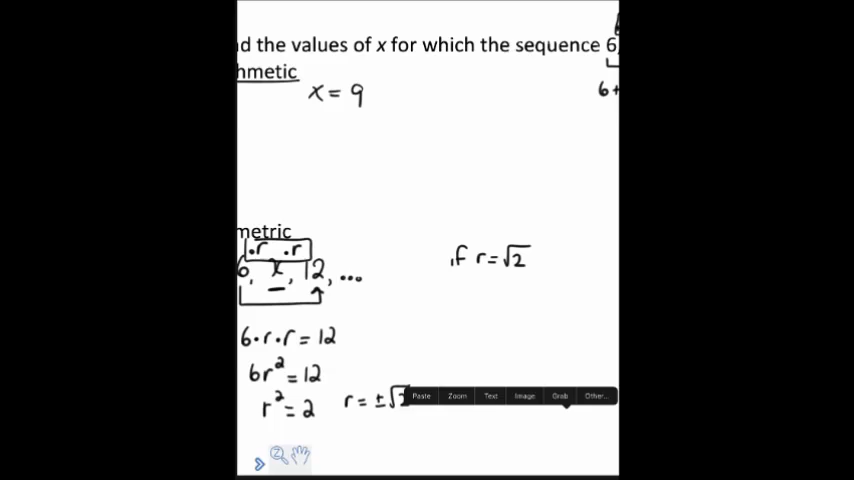 d the values of x for which the sequence 6,
hmetic
x = 9
6+
metric
·r ·r
6, x, 12, ...
if r = √2
6·r·r = 12
6r² = 12
r² = 2
r = ±√2
Paste Zoom Text Image Grab Other...